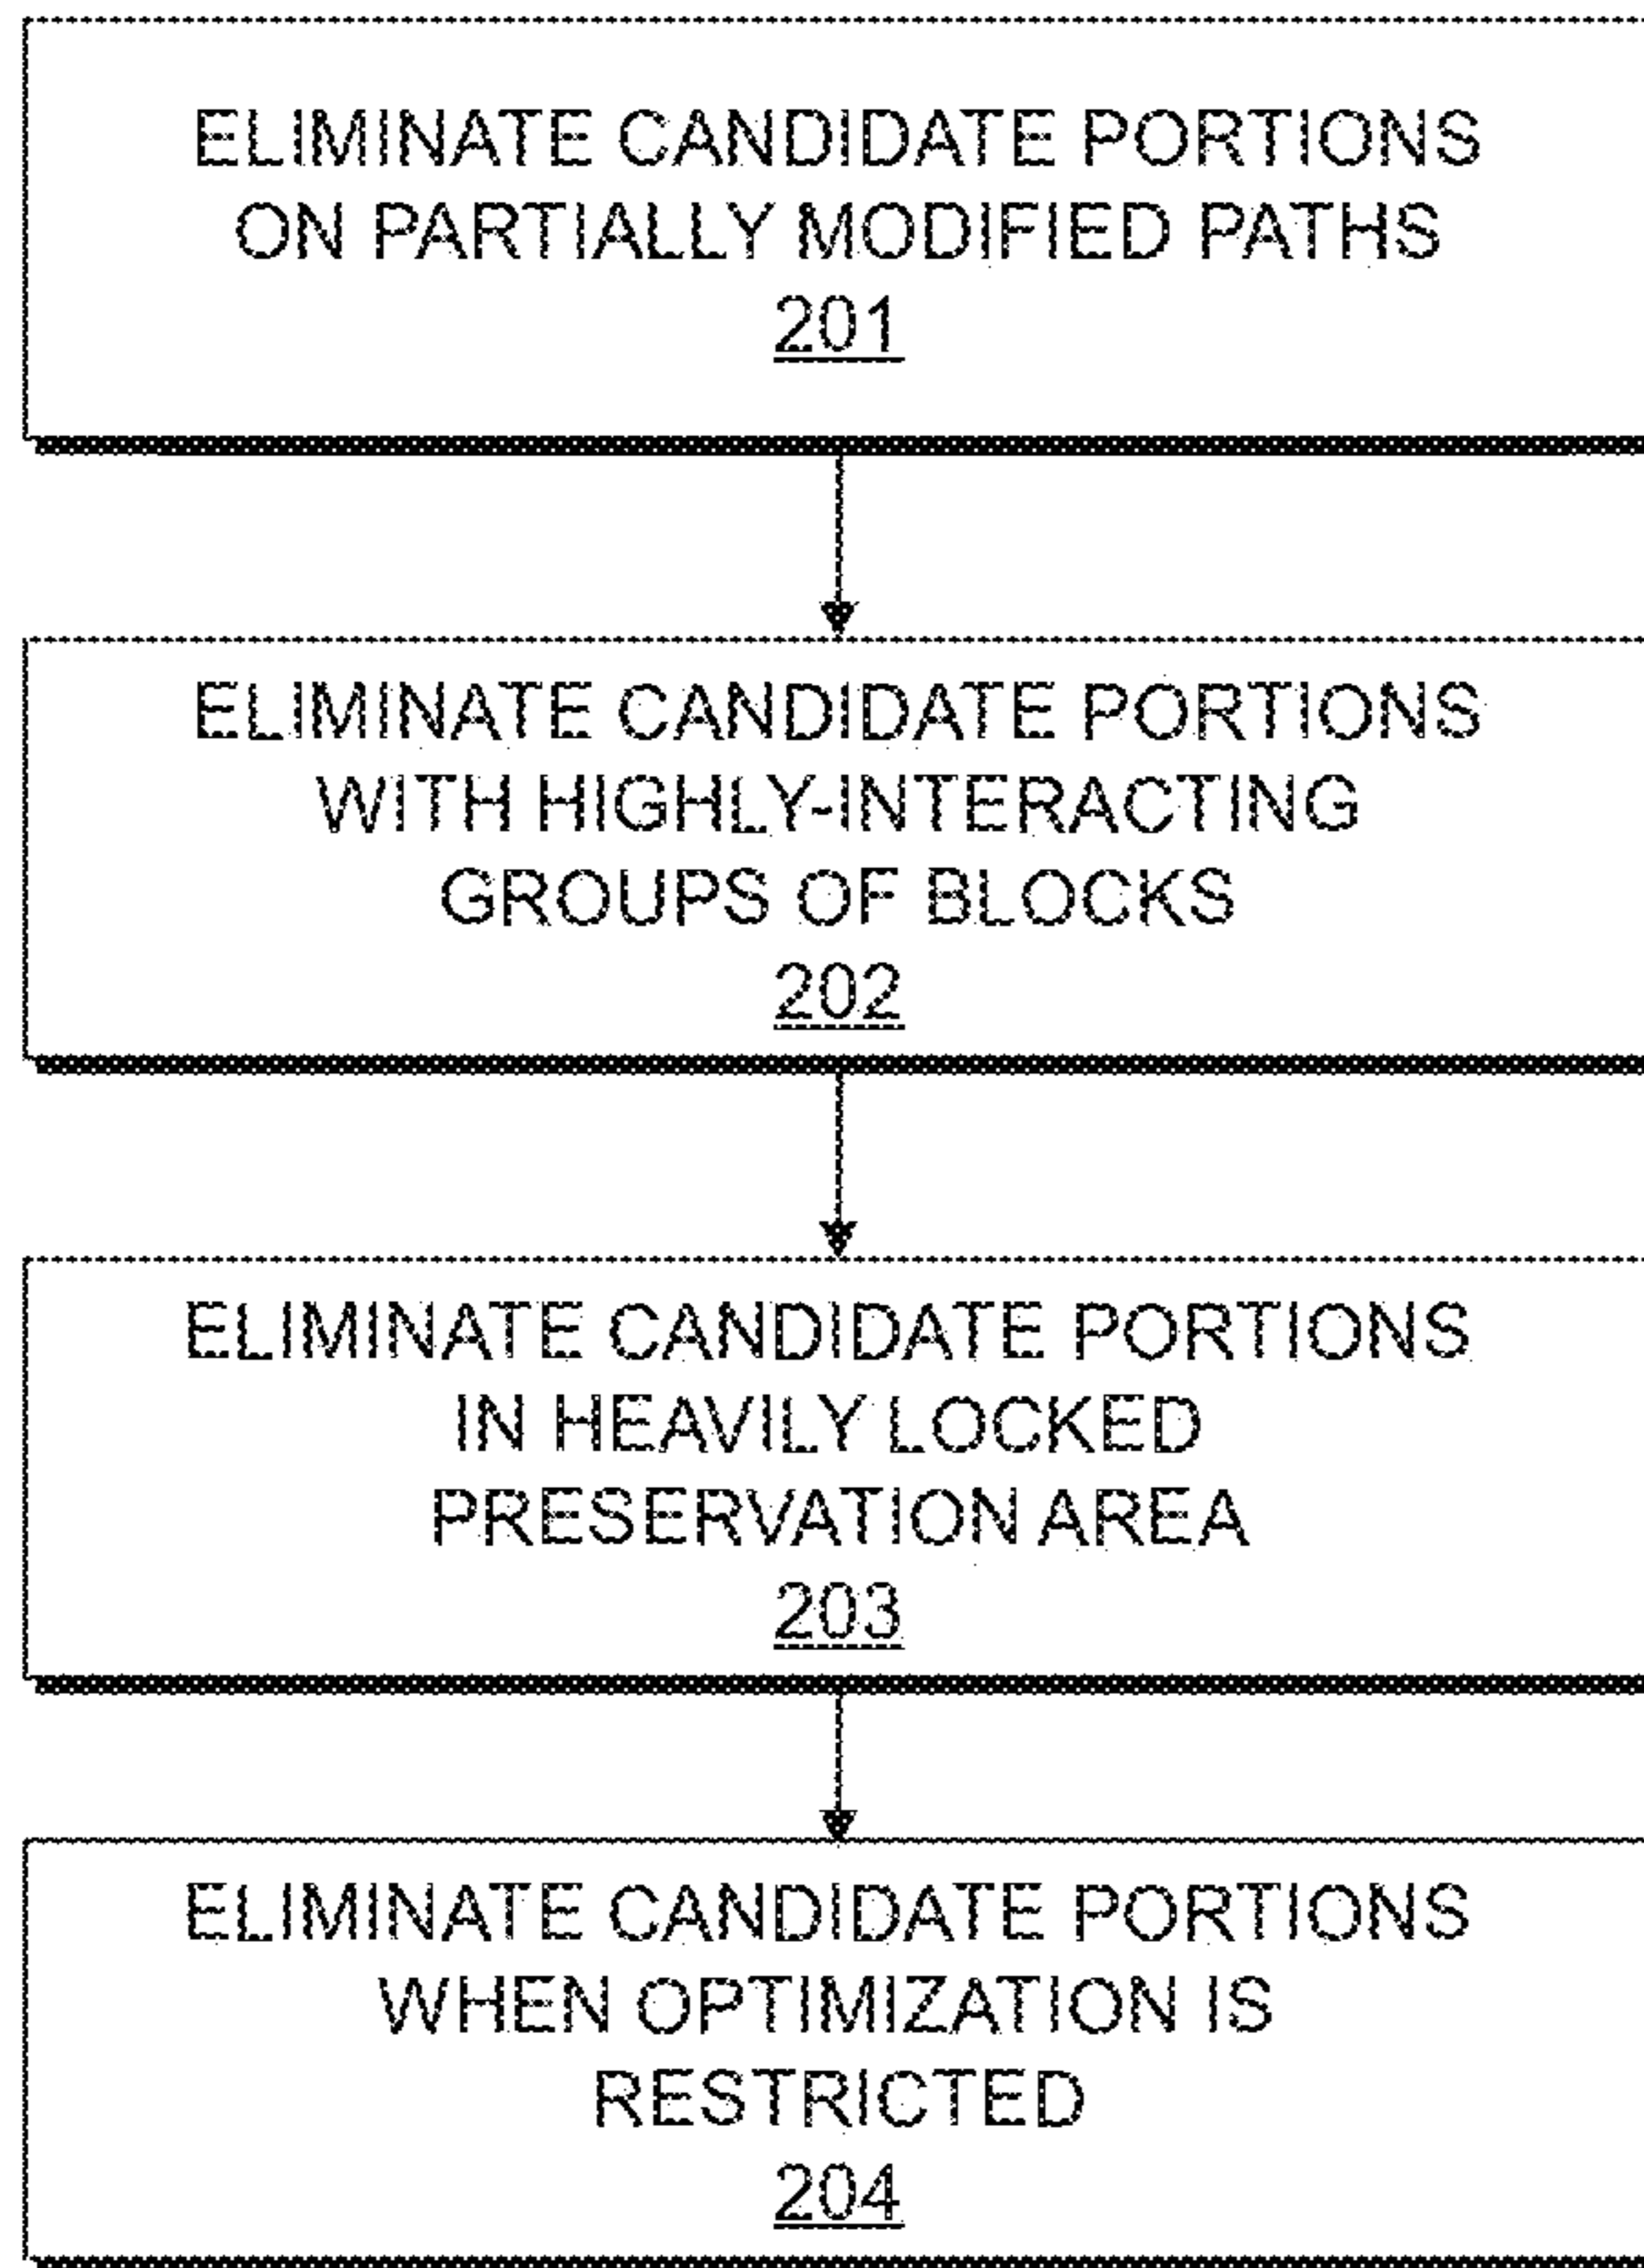 ELIMINATE CANDIDATE PORTIONS
ON PARTIALLY MODIFIED PATHS
201
ELIMINATE CANDIDATE PORTIONS
WITH HIGHLY-INTERACTING
GROUPS OF BLOCKS
202
ELIMINATE CANDIDATE PORTIONS
IN HEAVILY LOCKED
PRESERVATION AREA
203
ELIMINATE CANDIDATE PORTIONS
WHEN OPTIMIZATION IS
RESTRICTED
204